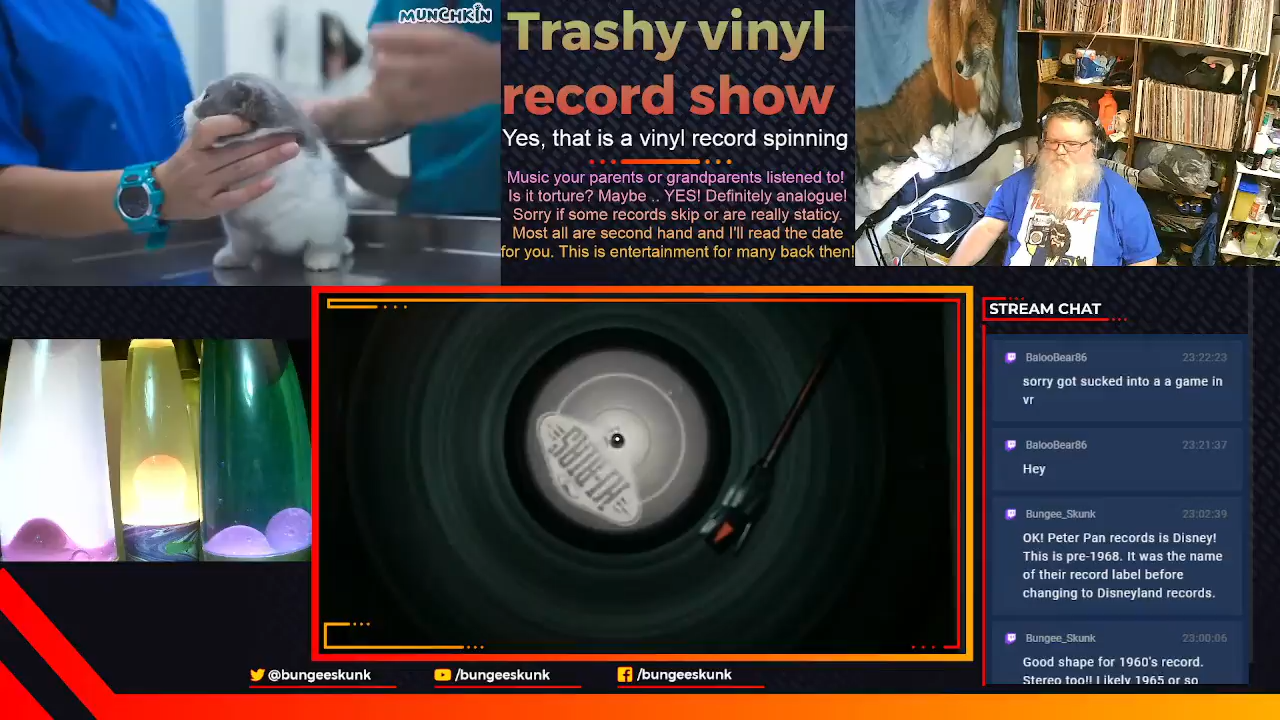 MUNCHKIN
Trashy vinyl
record show
Yes, that is a vinyl record spinning
Music your parents or grandparents listened to!
Is it torture? Maybe .. YES! Definitely analogue!
Sorry if some records skip or are really staticy.
Most all are second hand and I'll read the date
for you. This is entertainment for many back then!
STREAM CHAT
BalooBear86 23:22:23
sorry got sucked into a a game in
vr
BalooBear86 23:21:37
Hey
Bungee_Skunk 23:02:39
OK! Peter Pan records is Disney!
This is pre-1968. It was the name
of their record label before
changing to Disneyland records.
Bungee_Skunk 23:00:06
Good shape for 1960's record.
Stereo too!! Likely 1965 or so
@bungeeskunk
/bungeeskunk
/bungeeskunk